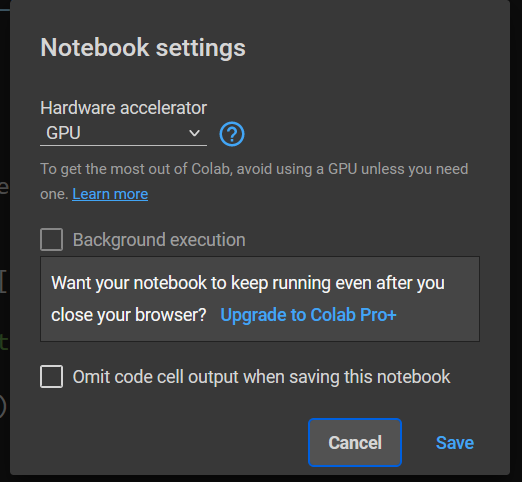 Notebook settings
Hardware accelerator
GPU
To get the most out of Colab, avoid using a GPU unless you need
one. Learn more
Background execution
Want your notebook to keep running even after you
close your browser? Upgrade to Colab Pro+
Omit code cell output when saving this notebook
Cancel Save